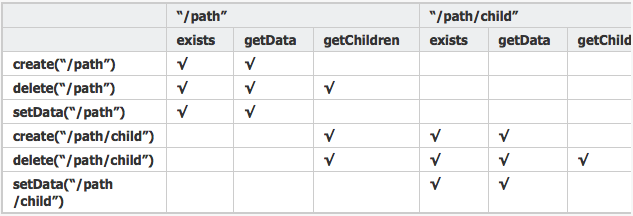 “/path” “/path/child”
exists getData getChildren exists getData getChild
create(“/path”) √ √
delete(“/path”) √ √ √
setData(“/path”) √ √
create(“/path/child”) √ √ √
delete(“/path/child”) √ √ √ √
setData(“/path √ √
/child”)